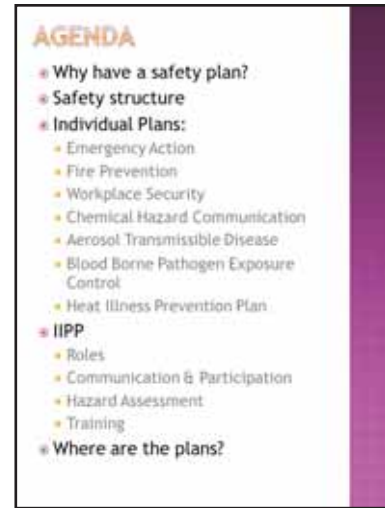 AGENDA
Why have a safety plan?
Safety structure
Individual Plans:
Emergency Action
Fire Prevention
Workplace Security
Chemical Hazard Communication
Aerosol Transmissible Disease
Blood Borne Pathogen Exposure
Control
Heat Illness Prevention Plan
IIPP
Roles
Communication & Participation
Hazard Assessment
Training
Where are the plans?